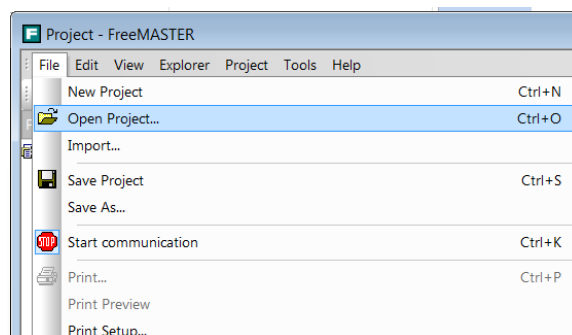 Project - FreeMASTER
File Edit View Explorer Project Tools Help
New Project Ctrl+N
Open Project... Ctrl+O
Import...
Save Project Ctrl+S
Save As...
STOP Start communication Ctrl+K
Print... Ctrl+P
Print Preview
Print Setup...